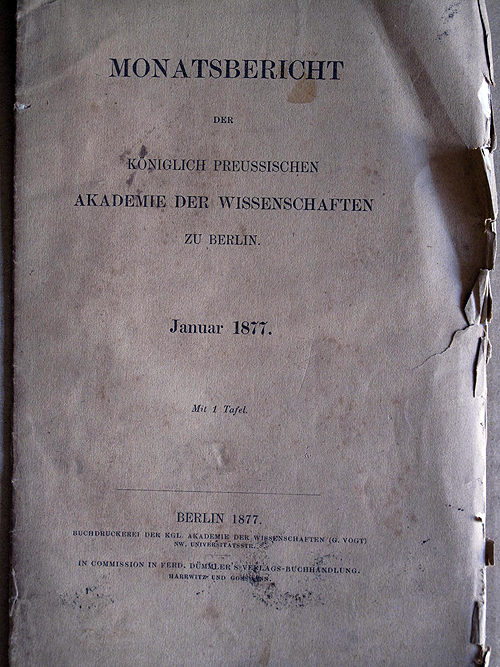 MONATSBERICHT
DER
KÖNIGLICH PREUSSISCHEN
AKADEMIE DER WISSENSCHAFTEN
ZU BERLIN.
Januar 1877.
Mit 1 Tafel.
BERLIN 1877.
BUCHDRUCKEREI DER KGL. AKADEMIE DER WISSENSCHAFTEN (G. VOGT)
NW. UNIVERSITÄTSSTR.
IN COMMISSION IN FERD. DÜMMLER'S VERLAGS-BUCHHANDLUNG.
HARRWITZ UND